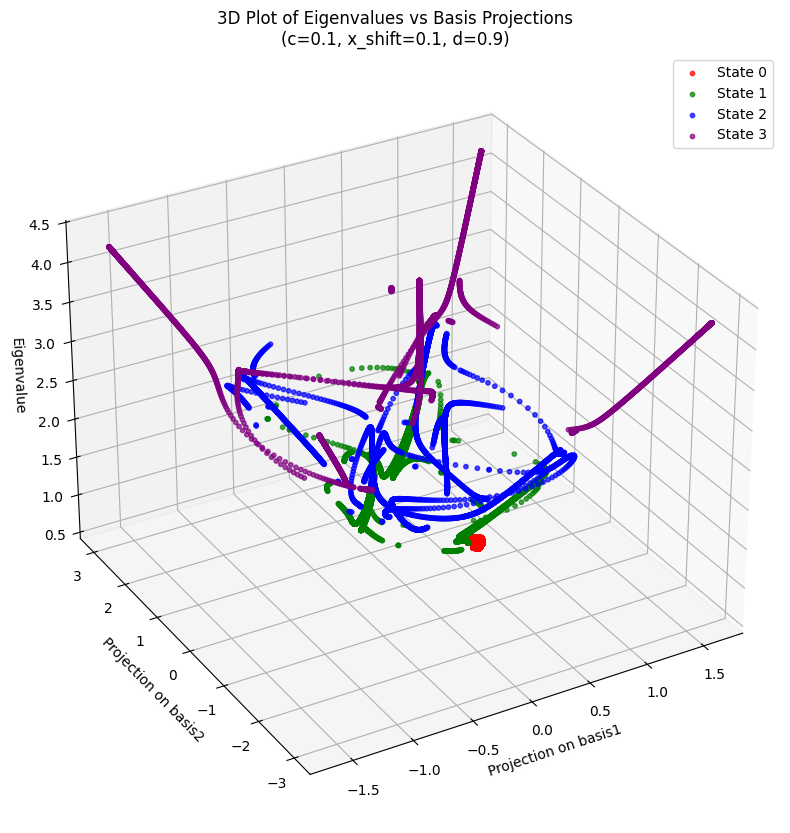 3D Plot of Eigenvalues vs Basis Projections
(c=0.1, x_shift=0.1, d=0.9)
State 0
State 1
State 2
State 3
4.5
4.0
3.5
3.0
2.5
2.0
1.5
1.0
0.5
Eigenvalue
3
2
1
0
−1
−2
−3
Projection on basis2
−1.5
−1.0
−0.5
0.0
0.5
1.0
1.5
Projection on basis1